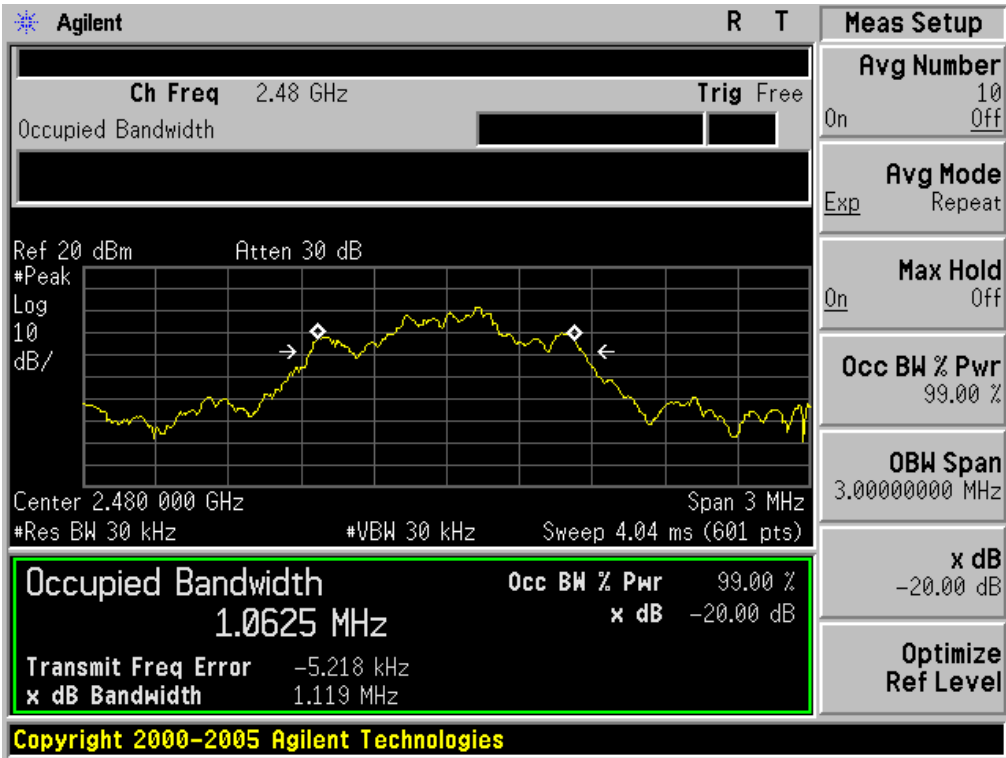 Agilent R T
Ch Freq 2.48 GHz Trig Free
Occupied Bandwidth
Ref 20 dBm Atten 30 dB
#Peak
Log
10
dB/
Center 2.480 000 GHz Span 3 MHz
#Res BW 30 kHz #VBW 30 kHz Sweep 4.04 ms (601 pts)
Occupied Bandwidth Occ BW % Pwr 99.00 %
1.0625 MHz x dB -20.00 dB
Transmit Freq Error -5.218 kHz
x dB Bandwidth 1.119 MHz
Copyright 2000-2005 Agilent Technologies
Meas Setup
Avg Number
10
On Off
Avg Mode
Exp Repeat
Max Hold
On Off
Occ BW % Pwr
99.00 %
OBW Span
3.00000000 MHz
x dB
-20.00 dB
Optimize
Ref Level